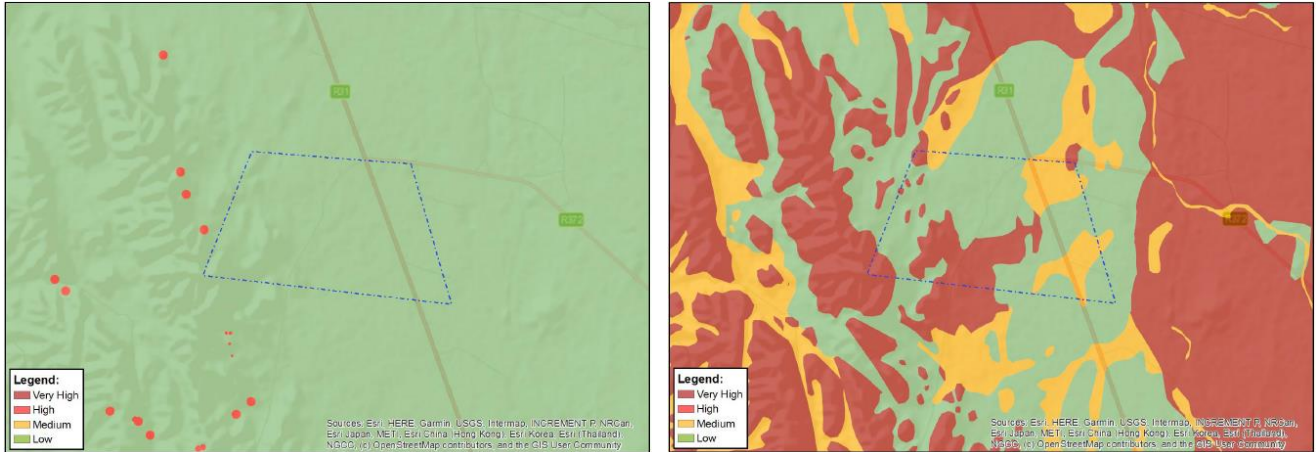 R31
R372
Legend:
Very High
High
Medium
Low
Sources: Esri, HERE, Garmin, USGS, Intermap, INCREMENT P, NRCan,
Esri Japan, METI, Esri China (Hong Kong), Esri Korea, Esri (Thailand),
NGCC, (c) OpenStreetMap contributors, and the GIS User Community
R31
Legend:
Very High
High
Medium
Low
Sources: Esri, HERE, Garmin, USGS, Intermap, INCREMENT P, NRCan,
Esri Japan, METI, Esri China (Hong Kong), Esri Korea, Esri (Thailand),
NGCC, (c) OpenStreetMap contributors, and the GIS User Community